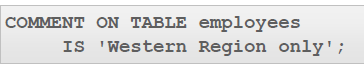 COMMENT ON TABLE employees
IS 'Western Region only';